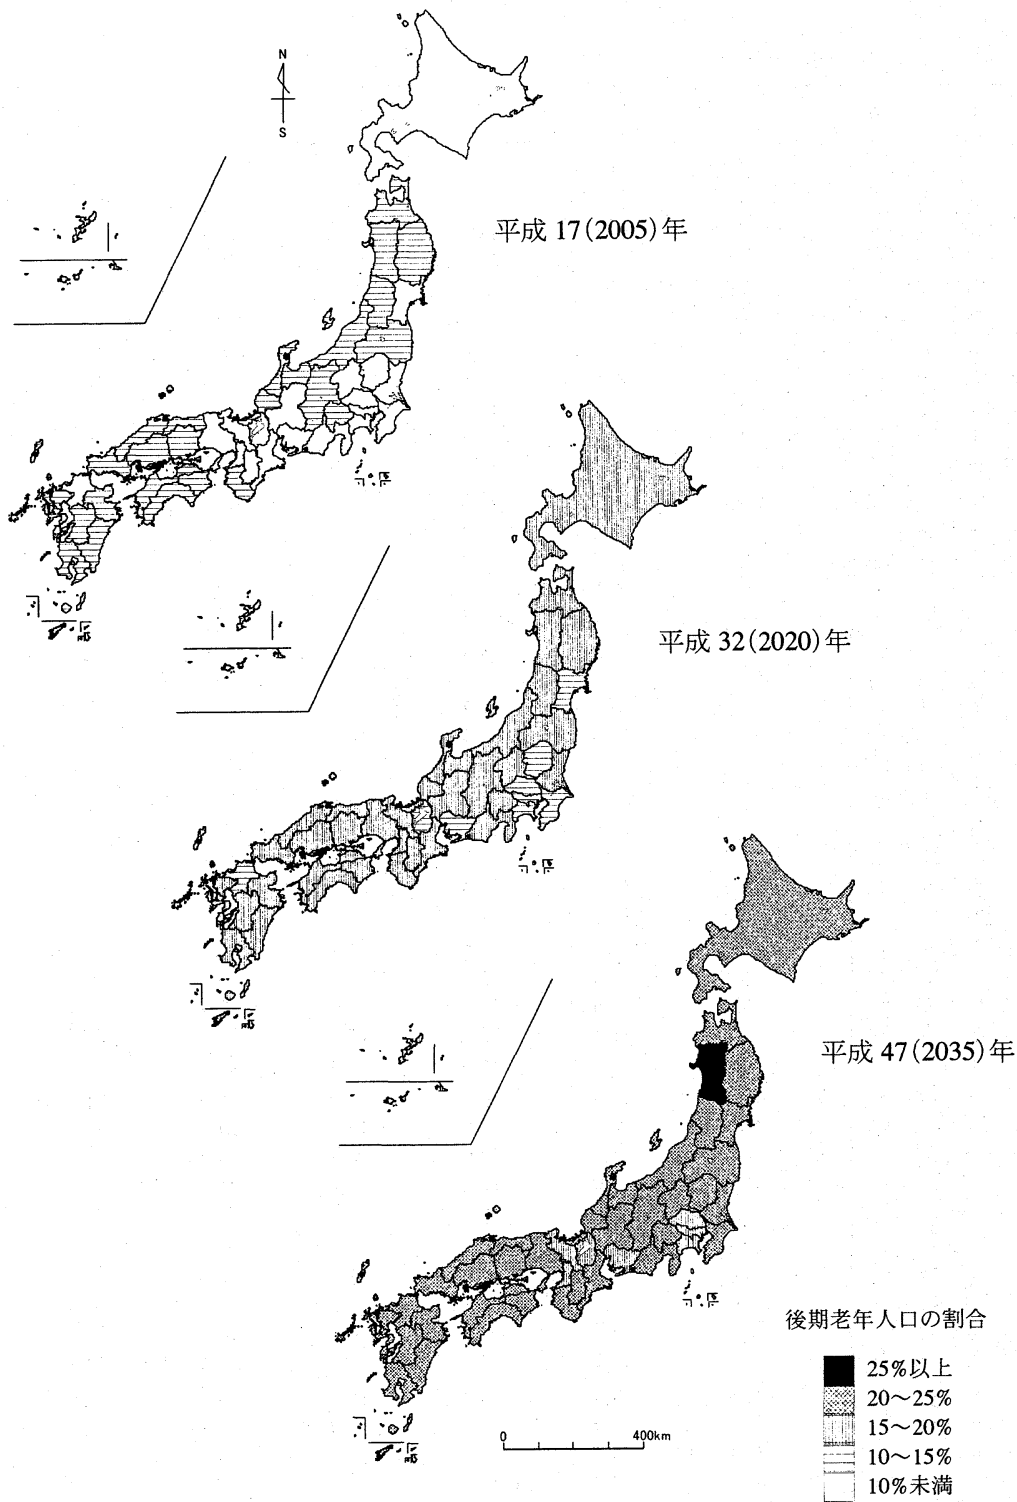 N
S
平成 17(2005)年
平成 32(2020)年
平成 47(2035)年
後期老年人口の割合
25%以上
20〜25%
15〜20%
10〜15%
10%未満
0 400km